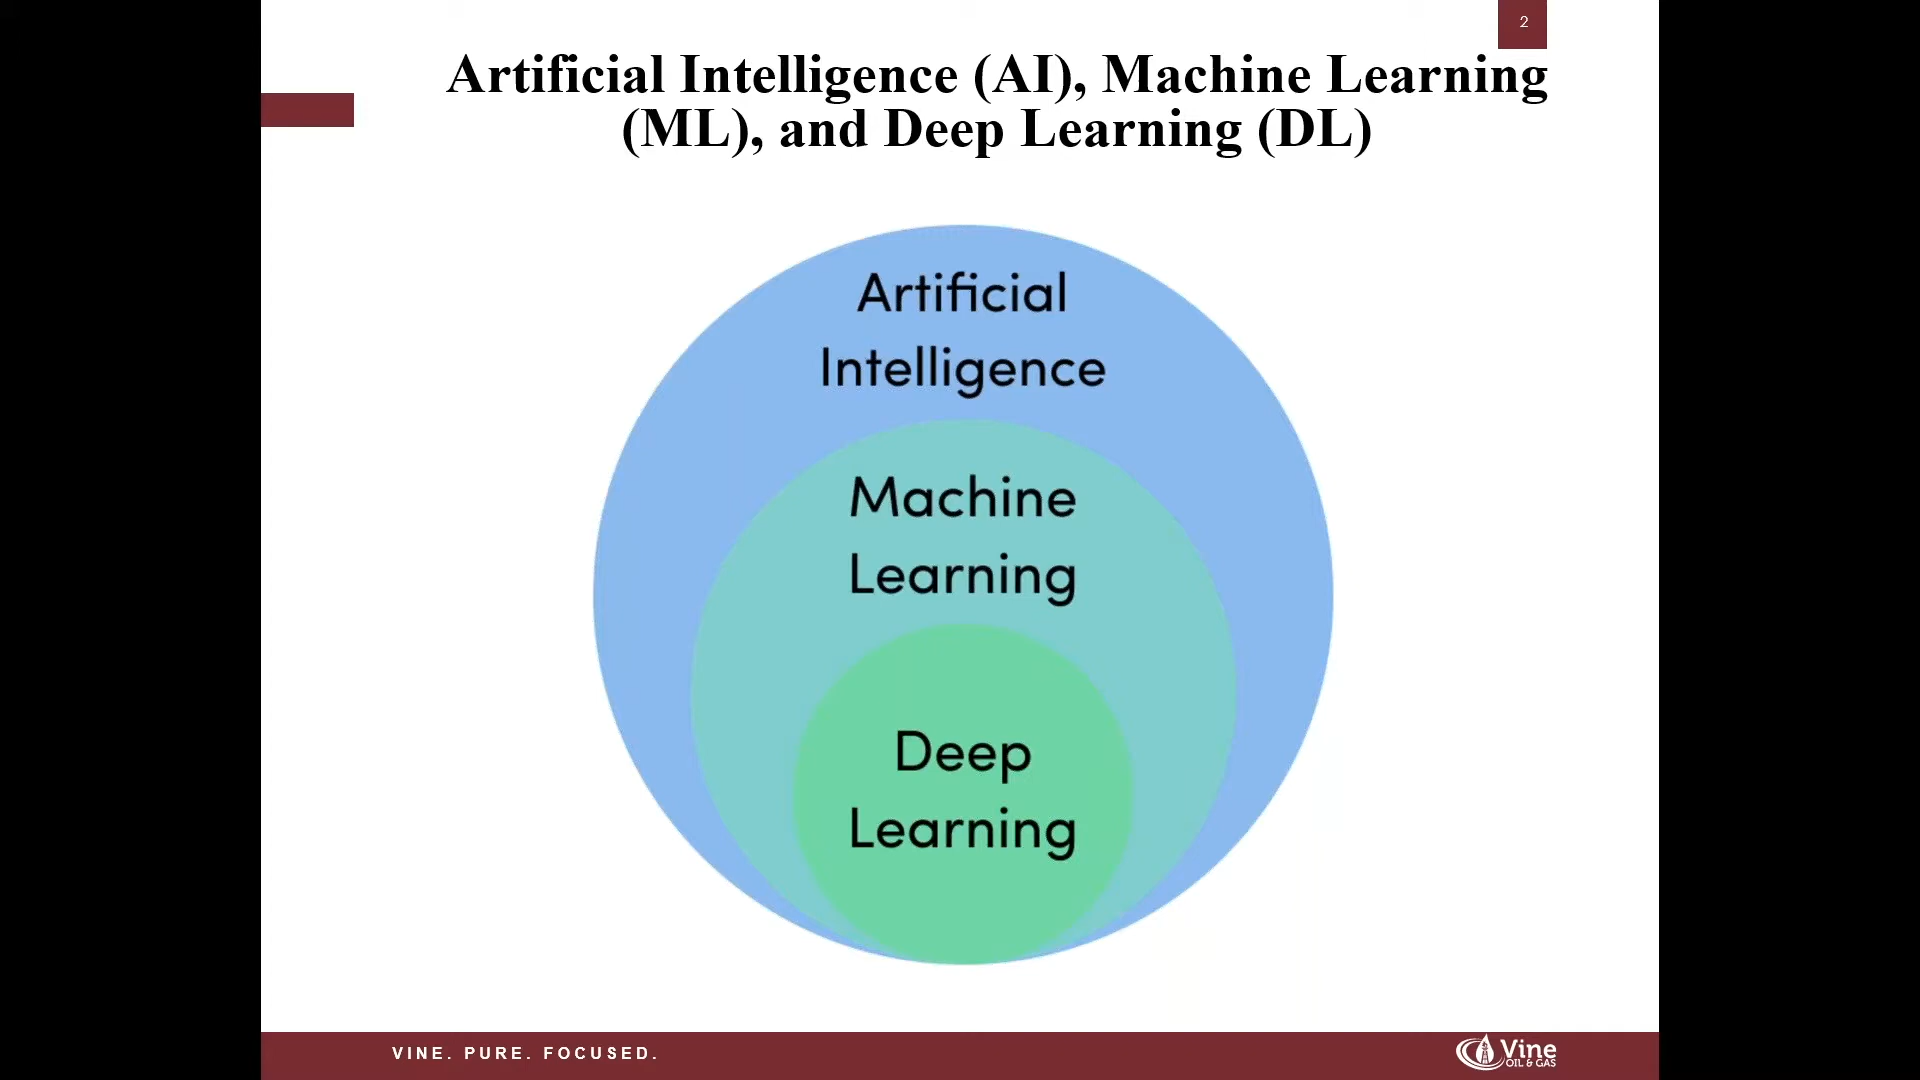 2
Artificial Intelligence (AI), Machine Learning
(ML), and Deep Learning (DL)
Artificial
Intelligence
Machine
Learning
Deep
Learning
VINE. PURE. FOCUSED.
Vine
OIL & GAS